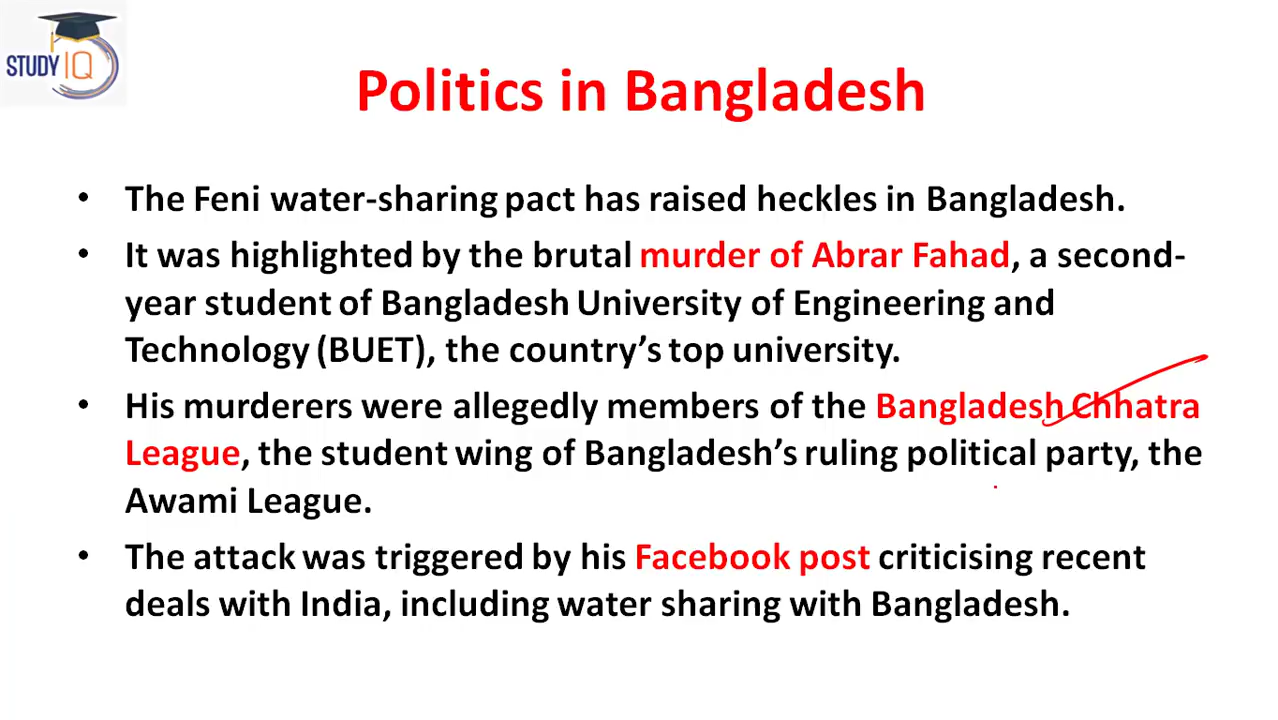 STUDY IQ
Politics in Bangladesh
• The Feni water-sharing pact has raised heckles in Bangladesh.
• It was highlighted by the brutal murder of Abrar Fahad, a second-
year student of Bangladesh University of Engineering and
Technology (BUET), the country's top university.
• His murderers were allegedly members of the Bangladesh Chhatra
League, the student wing of Bangladesh's ruling political party, the
Awami League.
• The attack was triggered by his Facebook post criticising recent
deals with India, including water sharing with Bangladesh.